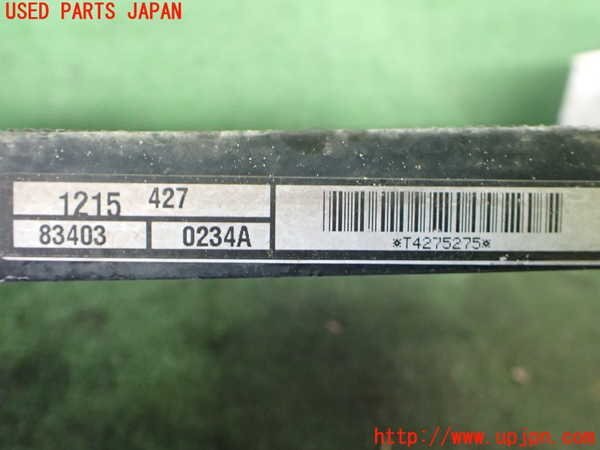 USED PARTS JAPAN
1215 427
83403 0234A
*T4275275*
http://www.upjpn.com/